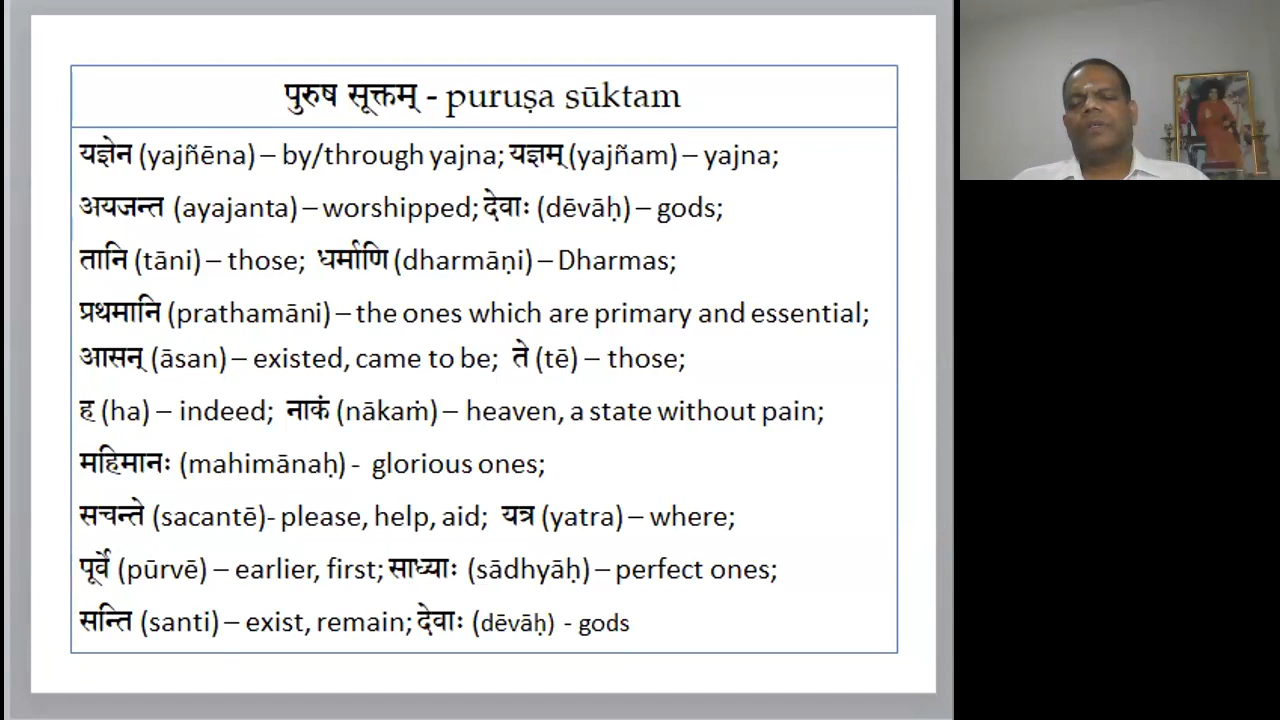 पुरुष सूक्तम् - puruṣa sūktam
यज्ञेन (yajñēna) – by/through yajna; यज्ञम् (yajñam) – yajna;
अयजन्त (ayajanta) – worshipped; देवाः (dēvāḥ) – gods;
तानि (tāni) – those; धर्माणि (dharmāṇi) – Dharmas;
प्रथमानि (prathamāni) – the ones which are primary and essential;
आसन् (āsan) – existed, came to be; ते (tē) – those;
ह (ha) – indeed; नाकं (nākaṁ) – heaven, a state without pain;
महिमानः (mahimānaḥ) - glorious ones;
सचन्ते (sacantē)- please, help, aid; यत्र (yatra) – where;
पूर्वे (pūrvē) – earlier, first; साध्याः (sādhyāḥ) – perfect ones;
सन्ति (santi) – exist, remain; देवाः (dēvāḥ) - gods